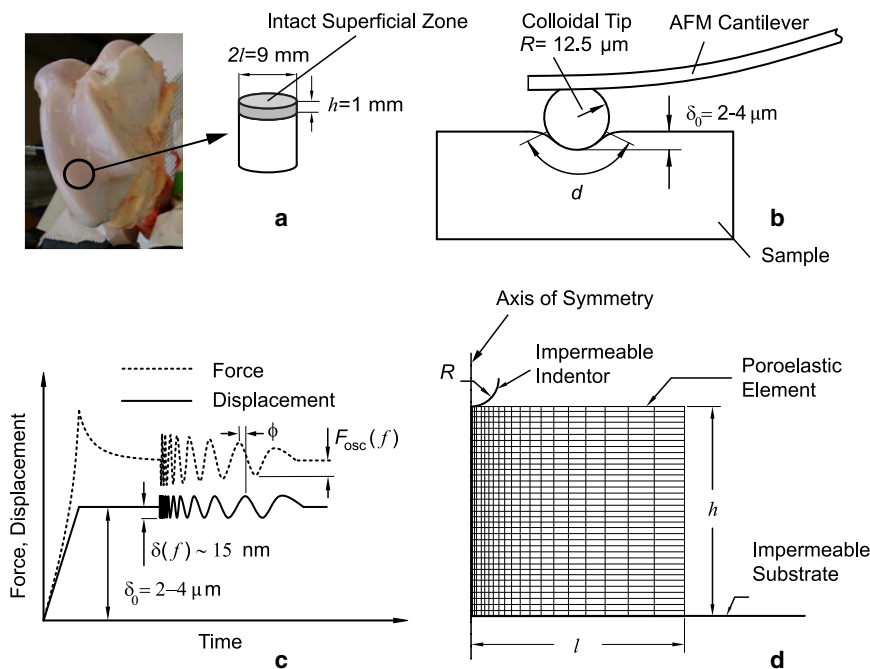 Intact Superficial Zone
2l=9 mm
h=1 mm
a
Colloidal Tip
R= 12.5 μm
AFM Cantilever
δ₀= 2-4 μm
d
b
Sample
Force
Displacement
ϕ
Fosc(f)
δ(f) ~ 15 nm
δ₀ = 2–4 μm
Force, Displacement
Time
c
Axis of Symmetry
Impermeable
Indentor
R
Poroelastic
Element
h
Impermeable
Substrate
l
d